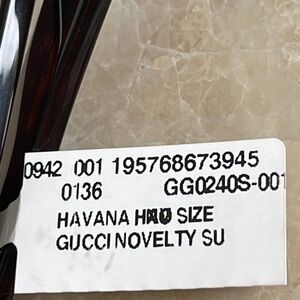 0942 001 195768673945
0136 GG0240S-001
HAVANA SIZE
GUCCI NOVELTY SU